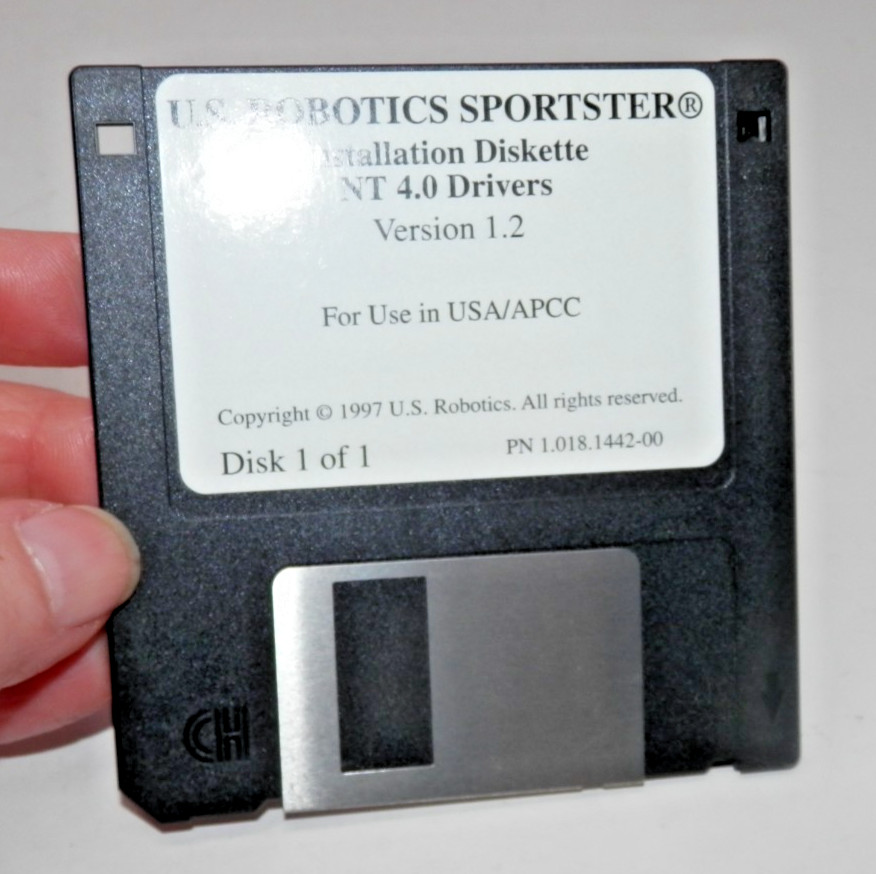 U.S. ROBOTICS SPORTSTER®
Installation Diskette
NT 4.0 Drivers
Version 1.2
For Use in USA/APCC
Copyright © 1997 U.S. Robotics. All rights reserved.
Disk 1 of 1 PN 1.018.1442-00
CH